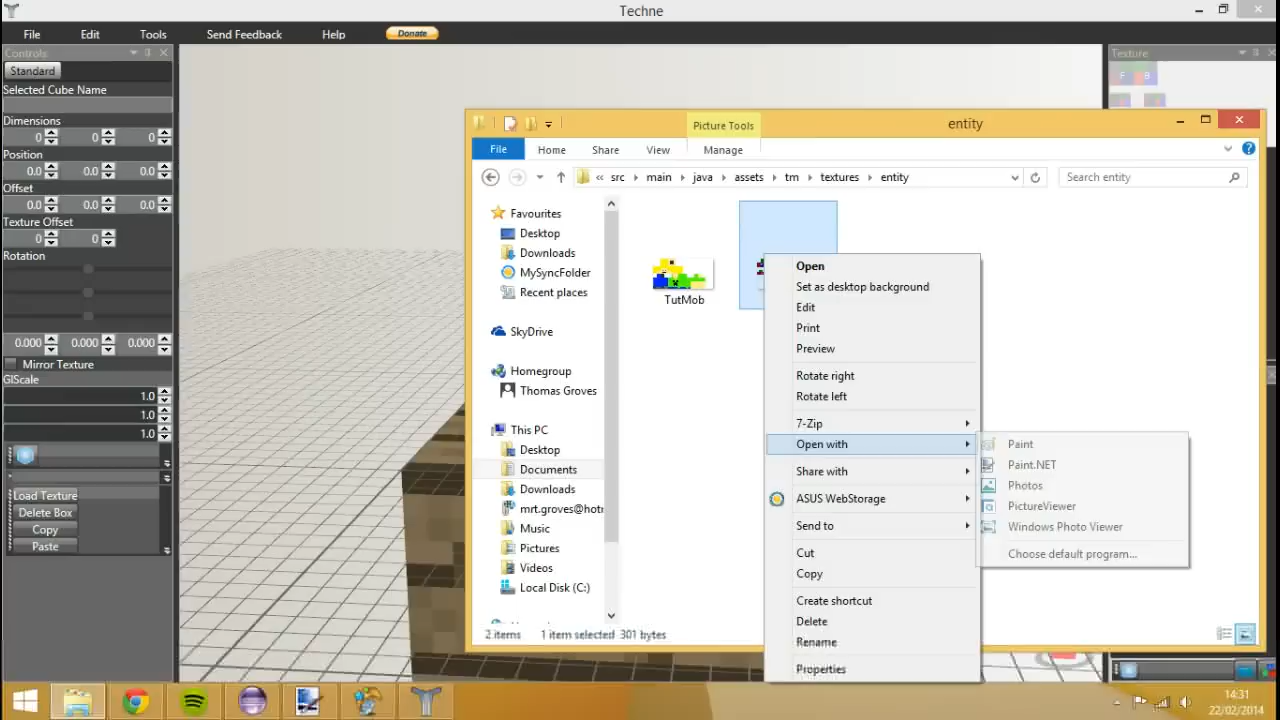 Techne
File Edit Tools Send Feedback Help Donate
Controls
Standard
Selected Cube Name
Dimensions
0 0 0
Position
0.0 0.0 0.0
Offset
0.0 0.0 0.0
Texture Offset
0 0
Rotation
0.000 0.000 0.000
Mirror Texture
GlScale
1.0
1.0
1.0
Load Texture
Delete Box
Copy
Paste
Texture
F B
Picture Tools
entity
File Home Share View Manage
« src main java assets tm textures entity
Search entity
Favourites
Desktop
Downloads
MySyncFolder
Recent places
SkyDrive
Homegroup
Thomas Groves
This PC
Desktop
Documents
Downloads
Music
Pictures
Videos
Local Disk (C:)
TutMob
2 items 1 item selected 301 bytes
Open
Set as desktop background
Edit
Print
Preview
Rotate right
Rotate left
7-Zip
Open with
Share with
ASUS WebStorage
Send to
Cut
Copy
Create shortcut
Delete
Rename
Properties
Paint
Paint.NET
Photos
PictureViewer
Windows Photo Viewer
Choose default program...
14:31
22/02/2014